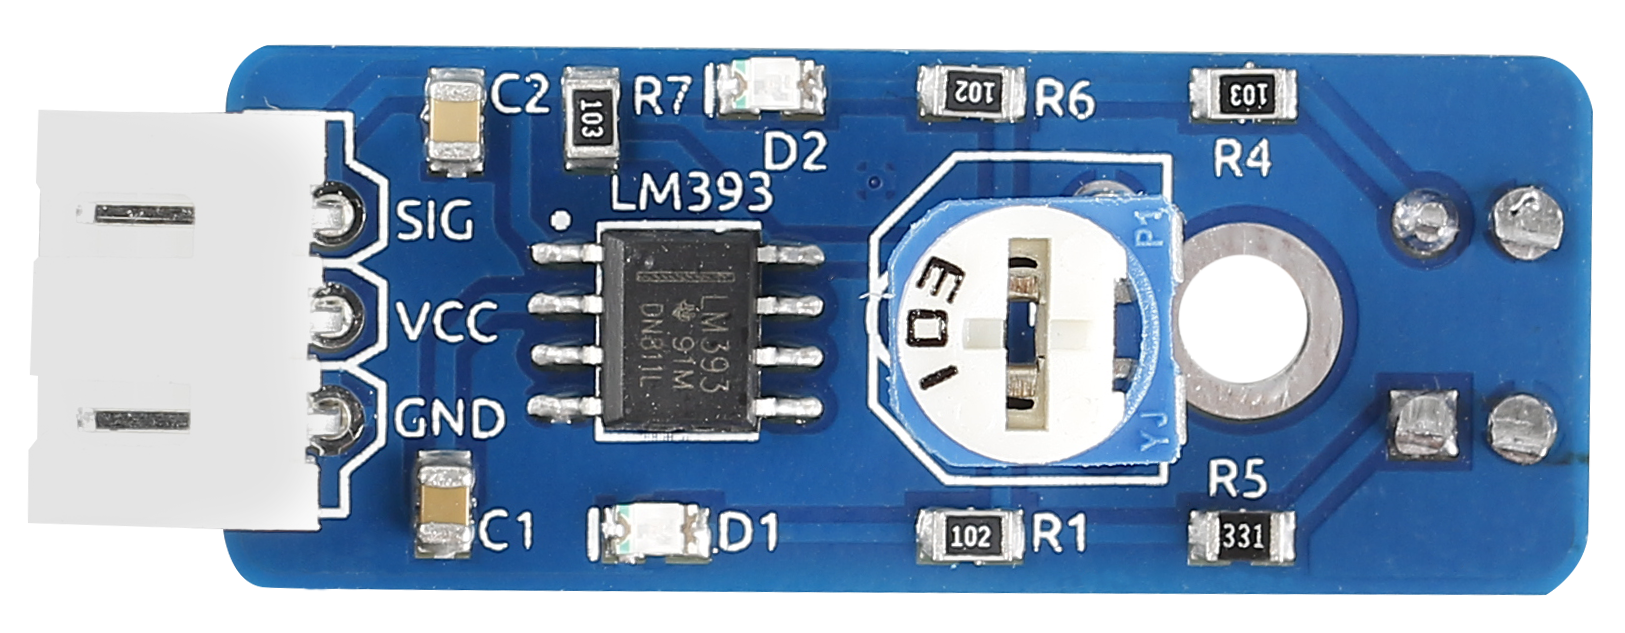 C2
103
R7
D2
102
R6
103
R4
LM393
SIG
VCC
GND
LM393
91M
DN811L
103
P1
YJ
C1
D1
102
R1
R5
331